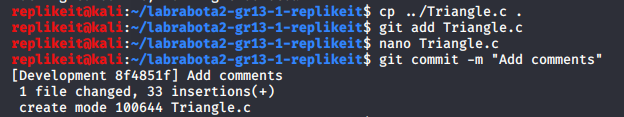 replikeit@kali:~/labrabota2-gr13-1-replikeit$ cp ../Triangle.c .
replikeit@kali:~/labrabota2-gr13-1-replikeit$ git add Triangle.c
replikeit@kali:~/labrabota2-gr13-1-replikeit$ nano Triangle.c
replikeit@kali:~/labrabota2-gr13-1-replikeit$ git commit -m "Add comments"
[Development 8f4851f] Add comments
 1 file changed, 33 insertions(+)
 create mode 100644 Triangle.c